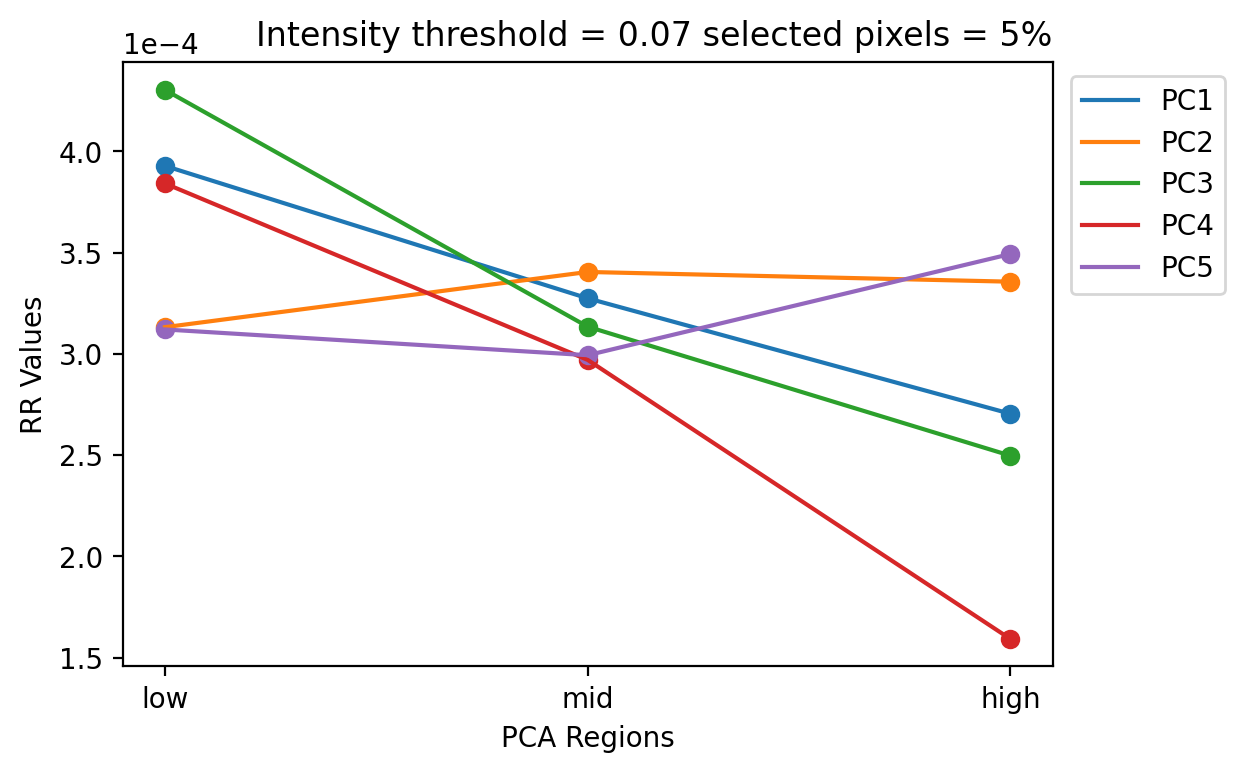 Intensity threshold = 0.07 selected pixels = 5%
1e−4
4.0
3.5
3.0
2.5
2.0
1.5
RR Values
low
mid
high
PCA Regions
PC1
PC2
PC3
PC4
PC5